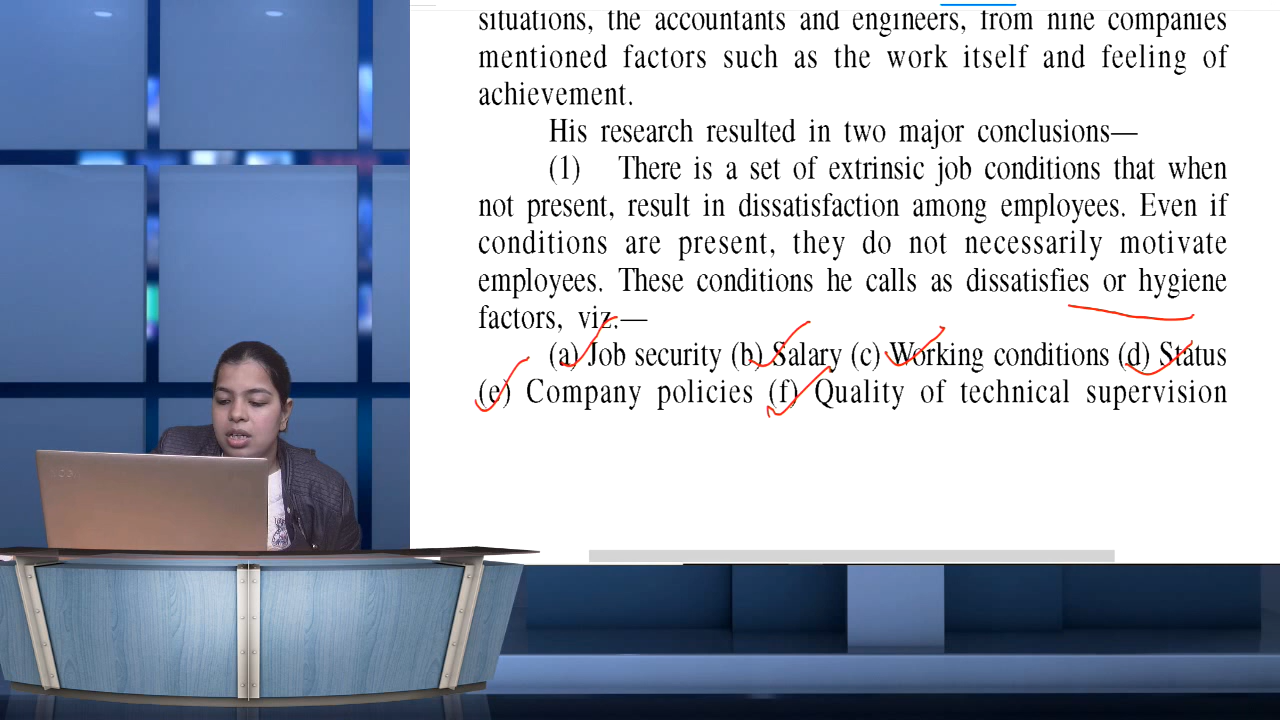 situations, the accountants and engineers, from nine companies
mentioned factors such as the work itself and feeling of
achievement.
His research resulted in two major conclusions—
(1) There is a set of extrinsic job conditions that when
not present, result in dissatisfaction among employees. Even if
conditions are present, they do not necessarily motivate
employees. These conditions he calls as dissatisfies or hygiene
factors, viz.—
(a) Job security (b) Salary (c) Working conditions (d) Status
(e) Company policies (f) Quality of technical supervision